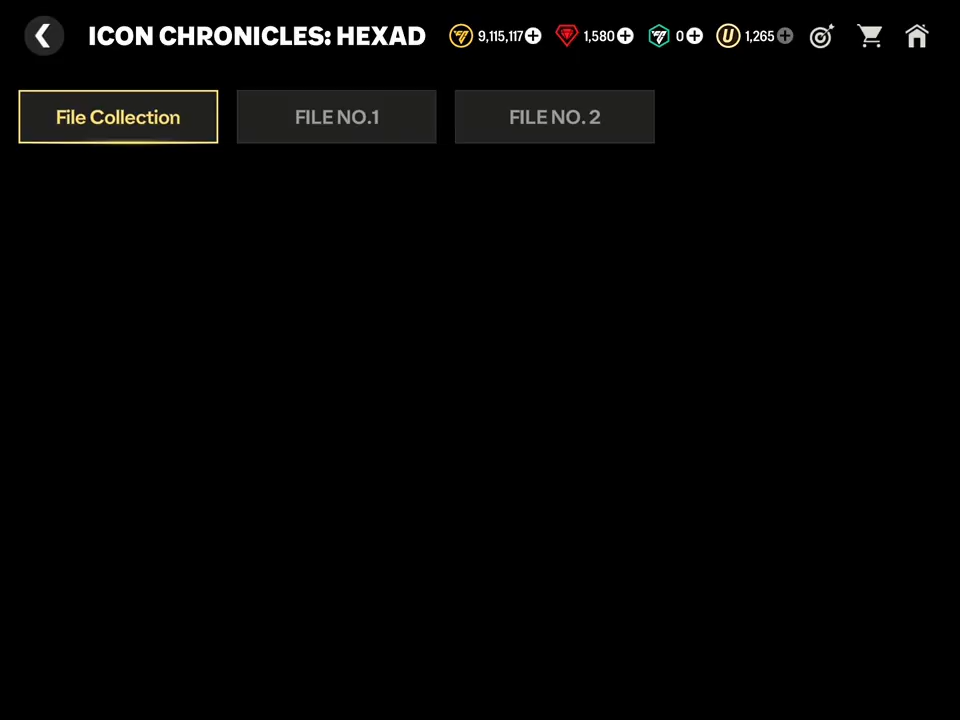 ICON CHRONICLES: HEXAD 9,115,117 1,580 0 1,265
File Collection FILE NO.1 FILE NO. 2